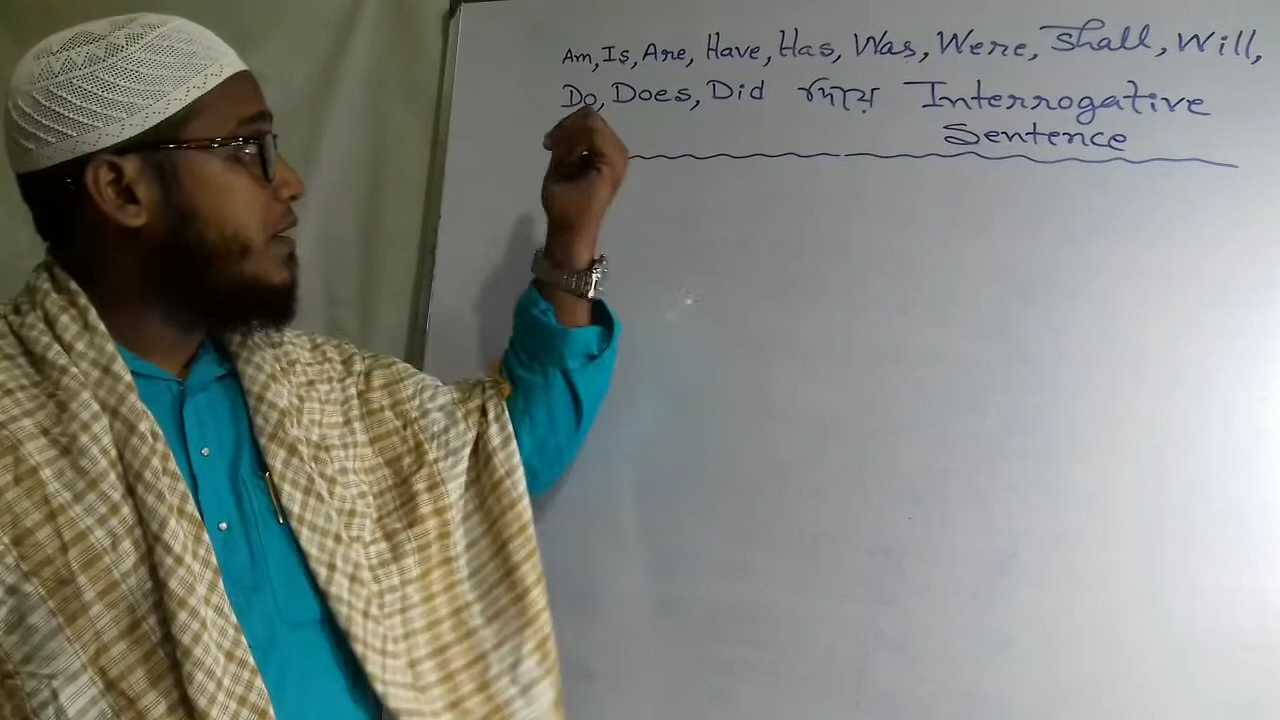 Am, Is, Are, Have, Has, Was, Were, Shall, Will,
Do, Does, Did দ্বারা Interrogative
Sentence